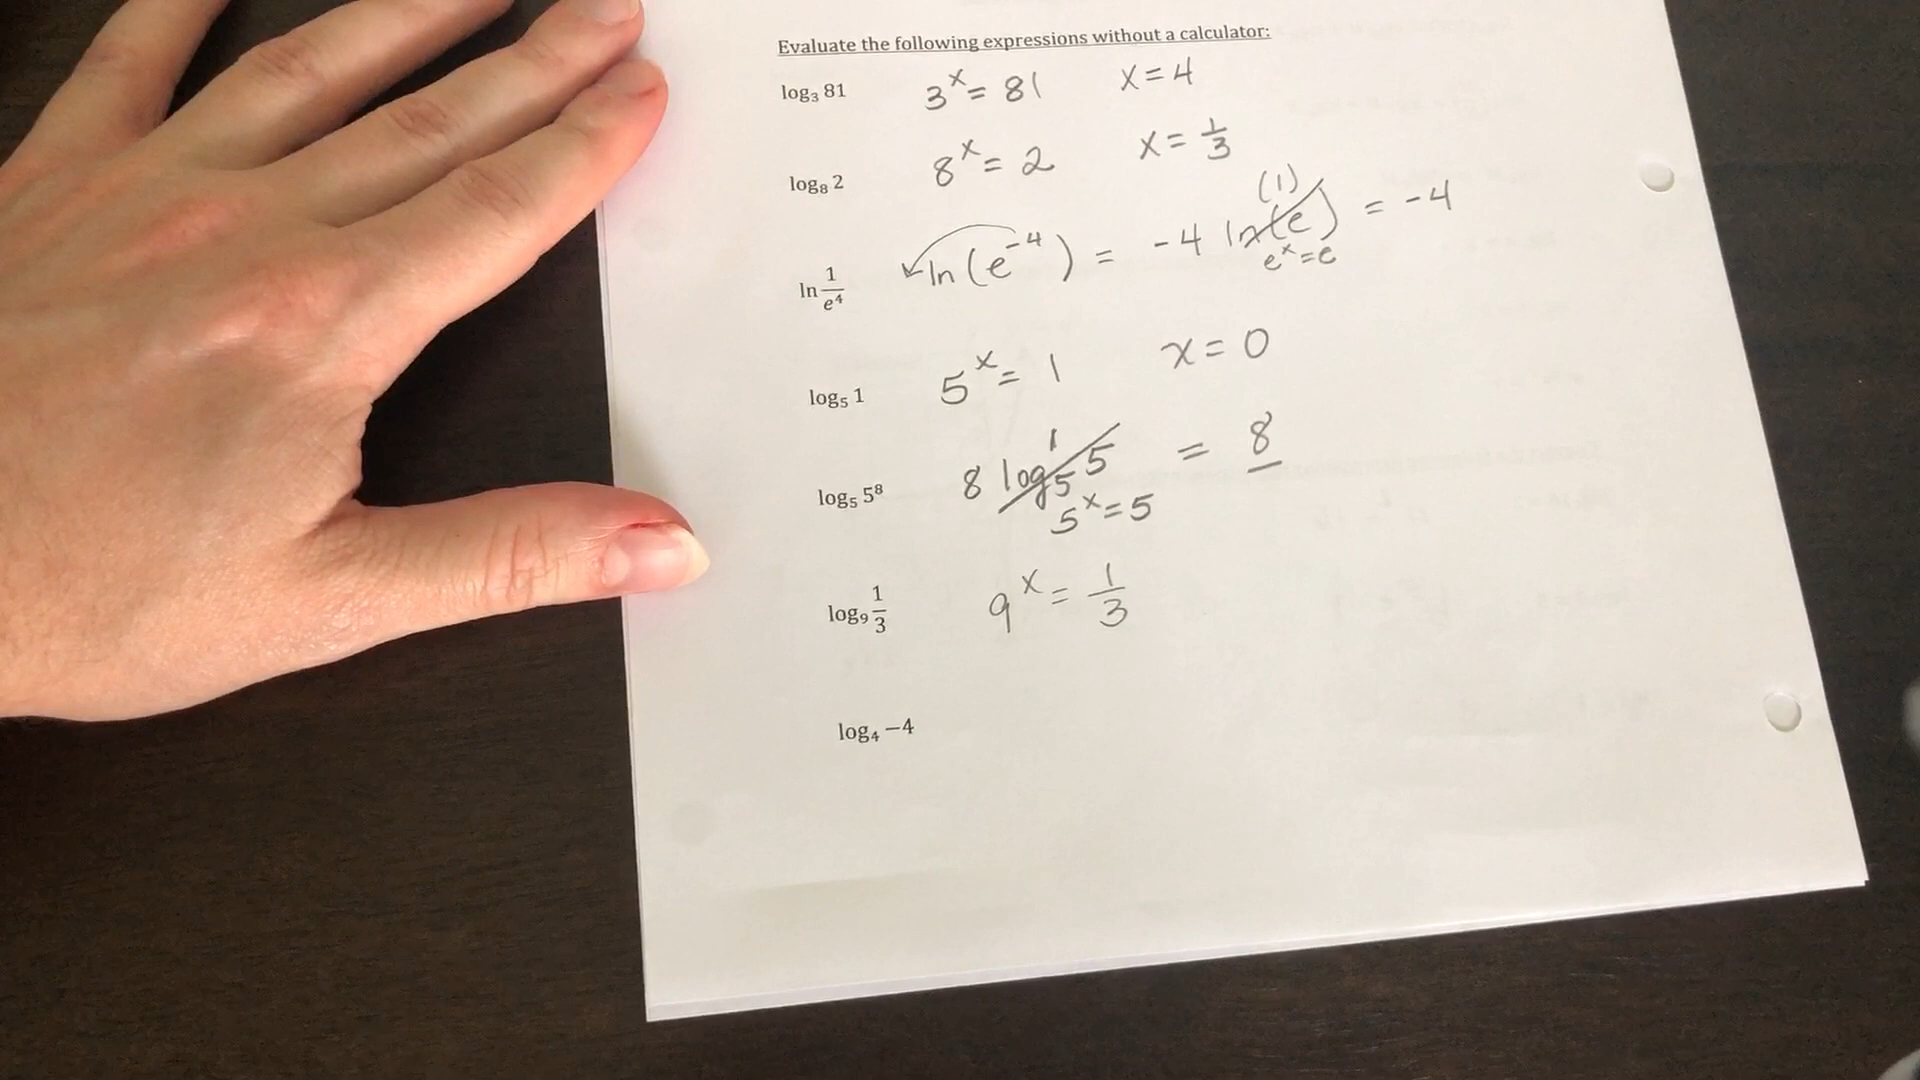 Evaluate the following expressions without a calculator:
log₃ 81 3ˣ = 81 x = 4
log₈ 2 8ˣ = 2 x = 1/3
ln 1/e⁴ ln(e⁻⁴) = -4 ln(e) (1) = -4
eˣ = e
log₅ 1 5ˣ = 1 x = 0
log₅ 5⁸ 8 log₅ 5 1 = 8
5ˣ = 5
log₉ 1/3 9ˣ = 1/3
log₄ −4